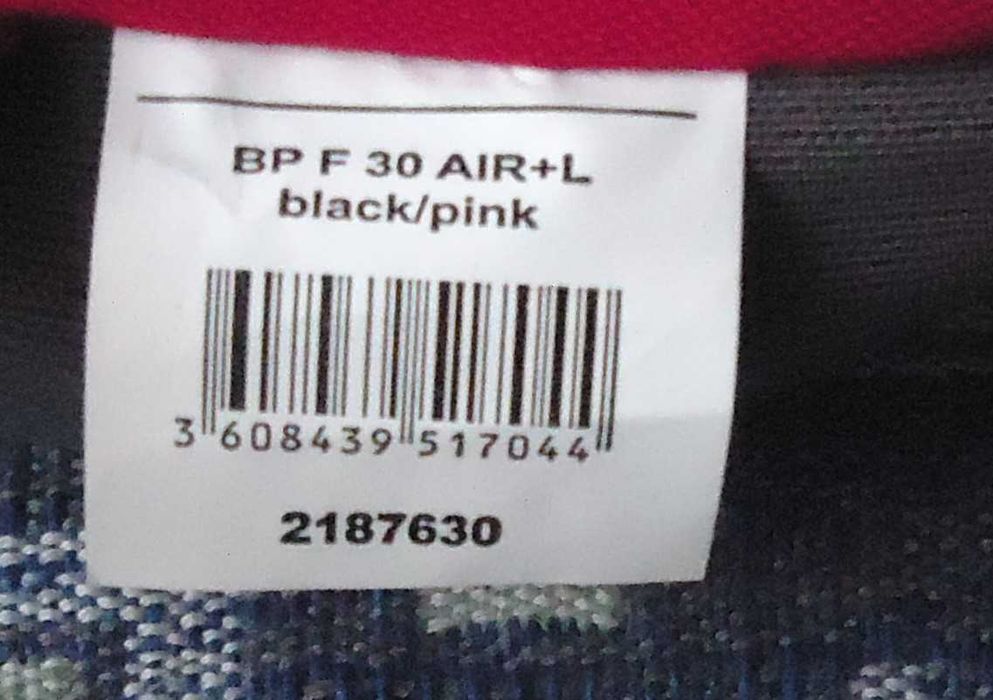 BP F 30 AIR+L
black/pink
3 608439 517044
2187630